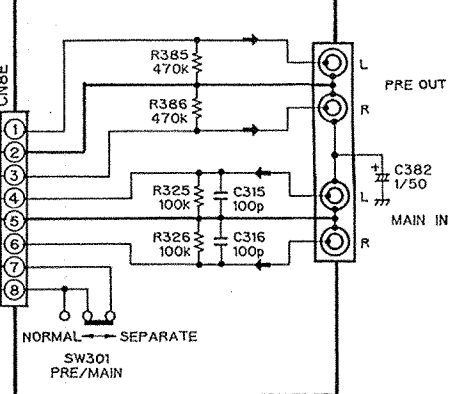 CN8E
R385
470k
R386
470k
L
PRE OUT
R
1
2
3
4
5
6
7
8
R325
100k
C315
100p
R326
100k
C316
100p
+
C382
1/50
L
MAIN IN
R
NORMAL
SEPARATE
SW301
PRE/MAIN